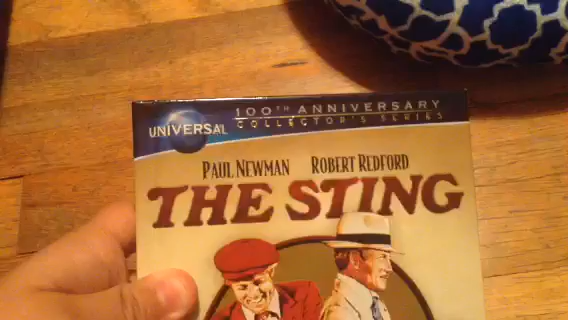 100TH ANNIVERSARY
UNIVERSAL COLLECTOR'S SERIES
PAUL NEWMAN ROBERT REDFORD
THE STING